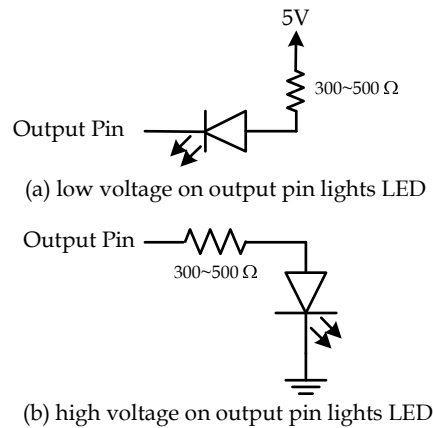 5V
300~500 Ω
Output Pin
(a) low voltage on output pin lights LED
Output Pin
300~500 Ω
(b) high voltage on output pin lights LED